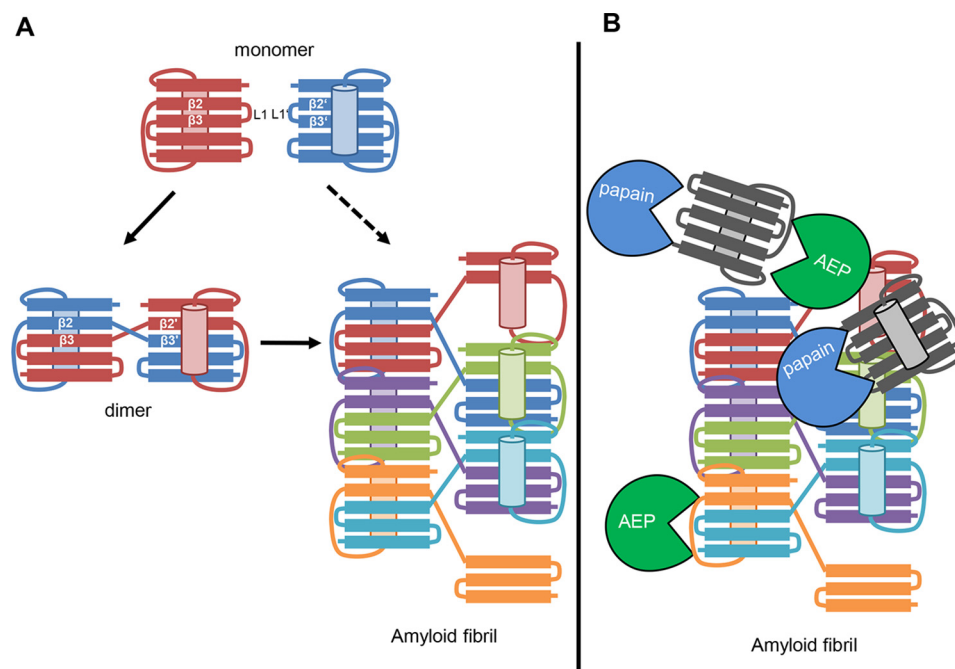 A
monomer
β2
β3
L1 L1'
β2'
β3'
β2
β3
β2'
β3'
dimer
Amyloid fibril
B
papain
AEP
papain
AEP
Amyloid fibril